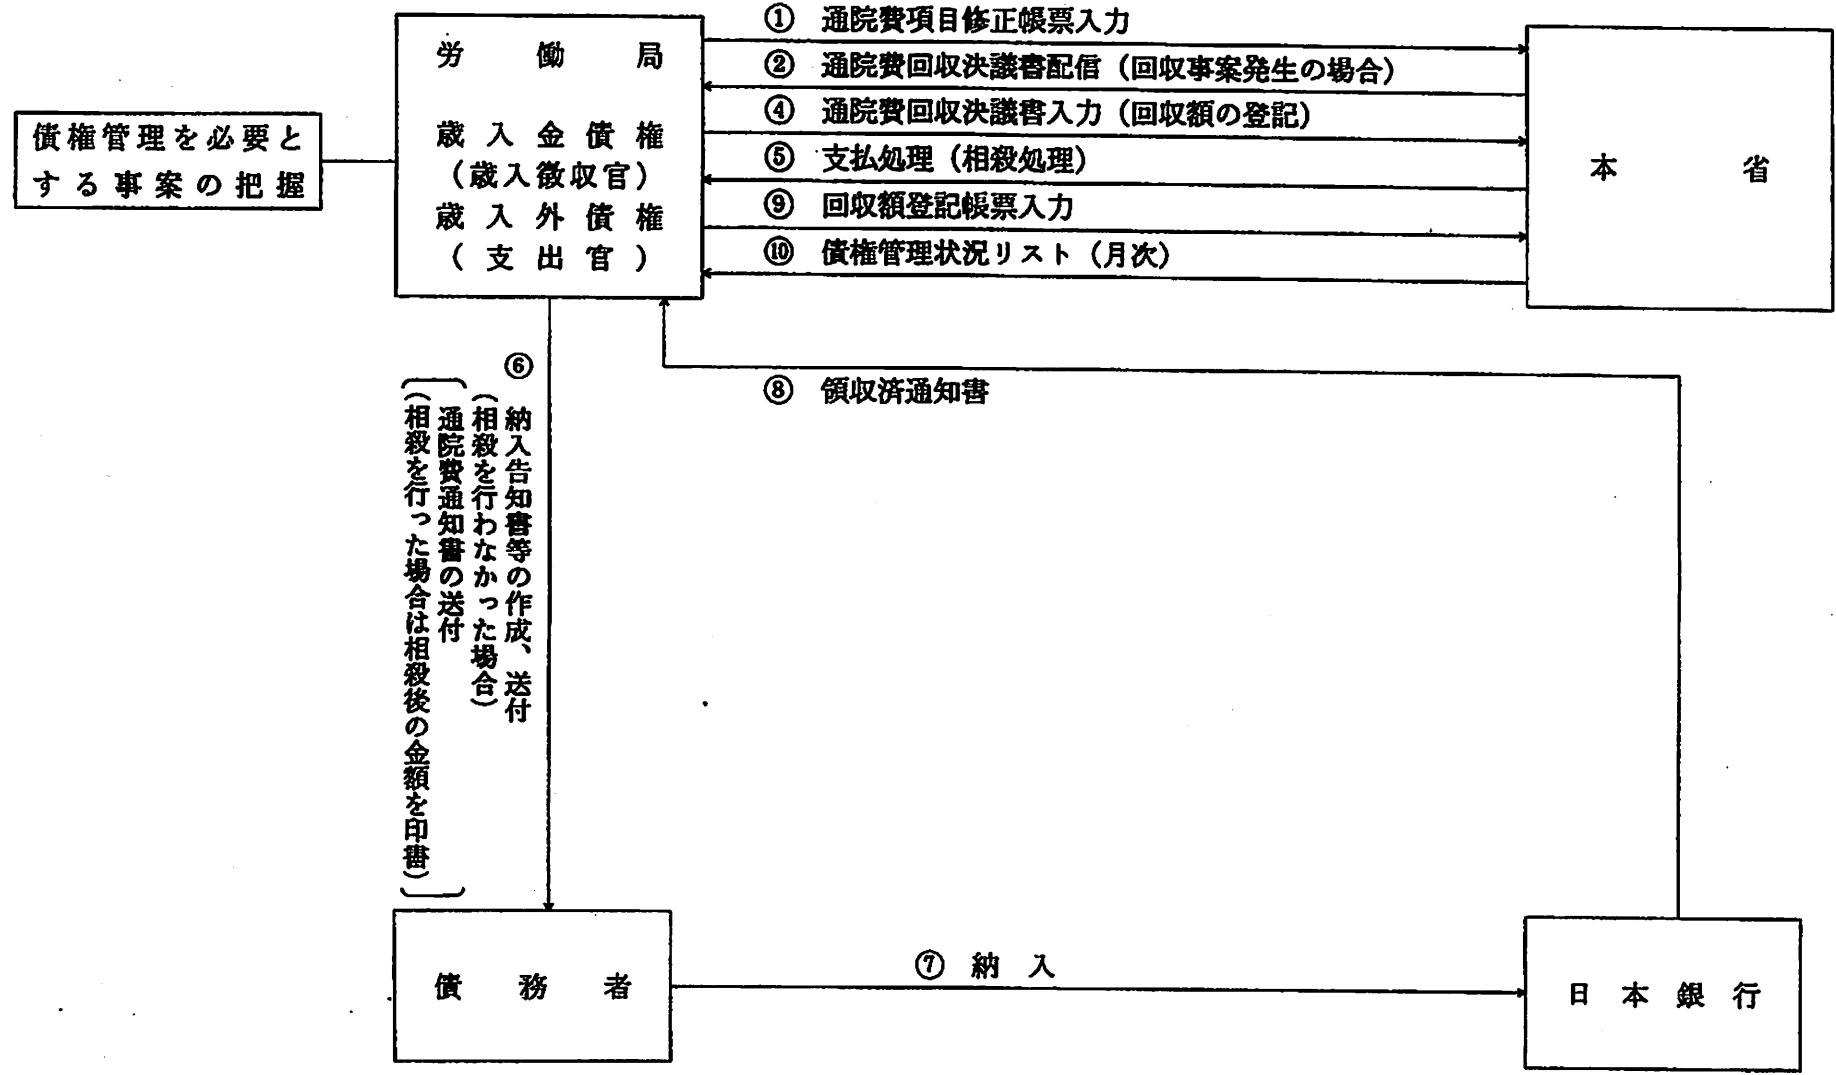 債権管理を必要と
する事案の把握
労働局
歳入金債権
（歳入徴収官）
歳入外債権
（支出官）
① 通院費項目修正帳票入力
② 通院費回収決議書配信（回収事案発生の場合）
④ 通院費回収決議書入力（回収額の登記）
⑤ 支払処理（相殺処理）
⑨ 回収額登記帳票入力
⑩ 債権管理状況リスト（月次）
本省
⑧ 領収済通知書
⑥ 納入告知書等の作成、送付
（相殺を行わなかった場合）
通院費通知書の送付
（相殺を行った場合は相殺後の金額を印書）
債務者
⑦ 納入
日本銀行